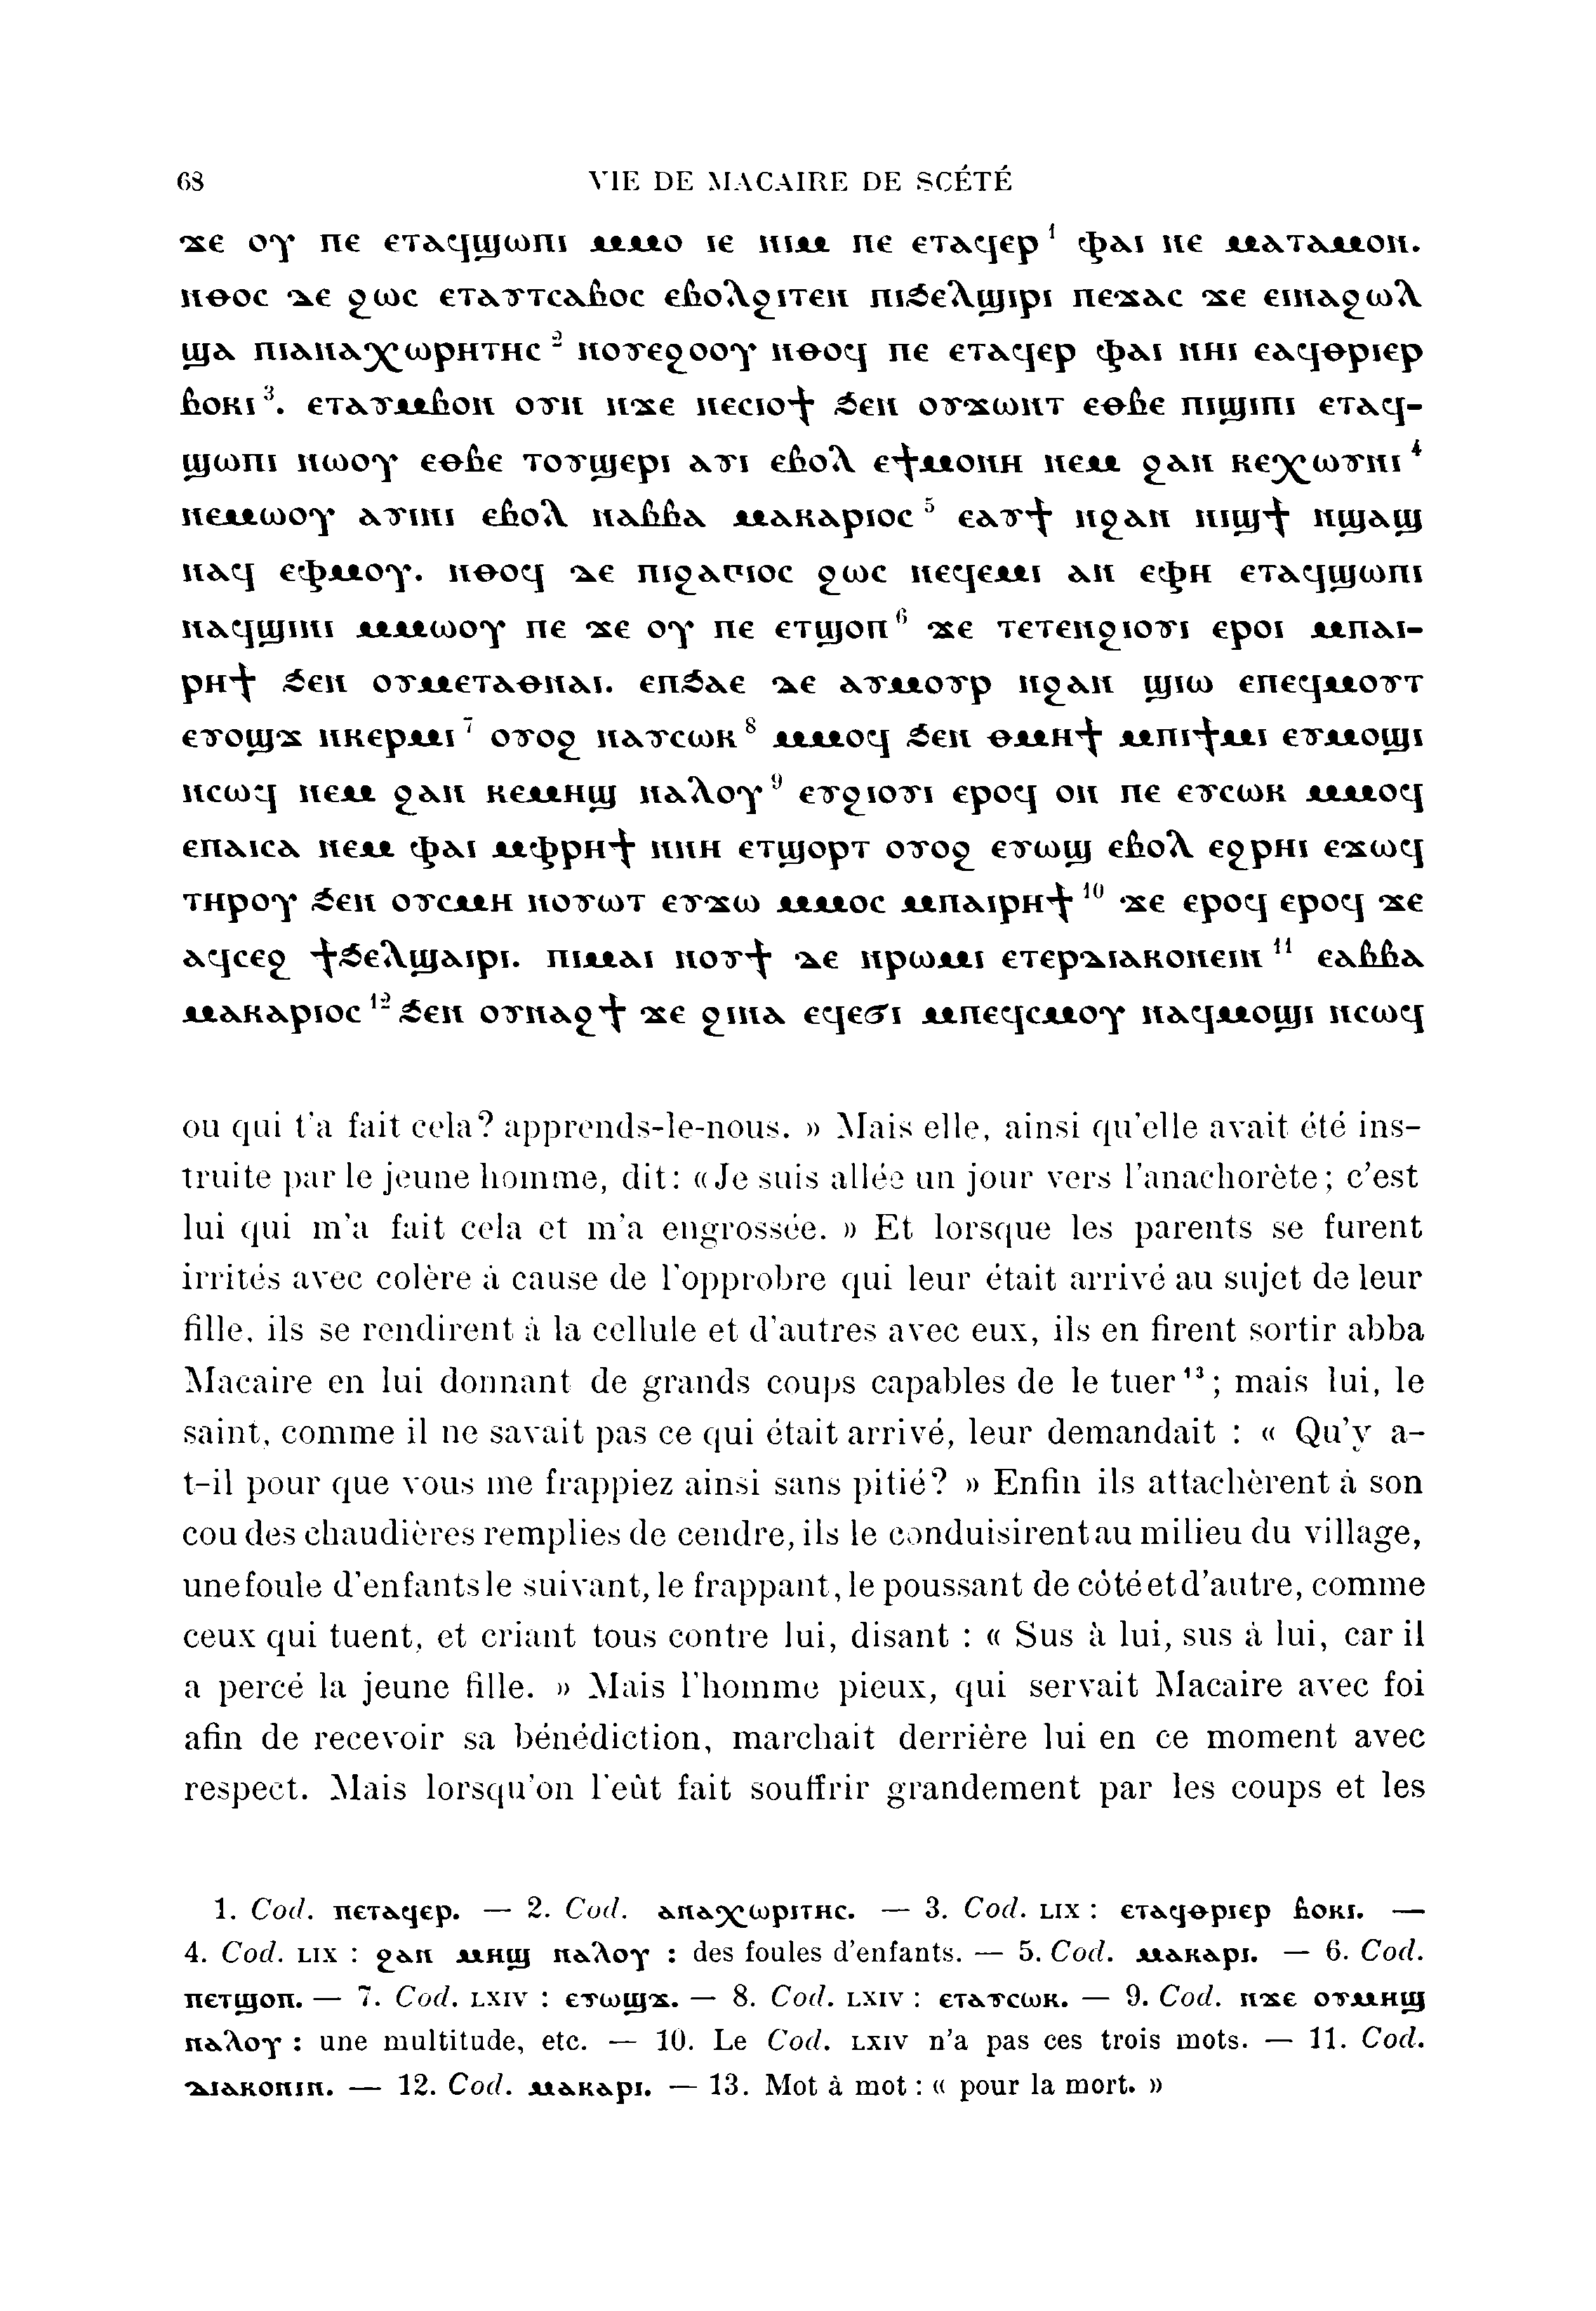 68 VIE DE MACAIRE DE SCÉTÉ
ϫⲉ ⲟⲩ ⲡⲉ ⲉⲧⲁϥϣⲱⲡⲓ ⲙⲙⲟ ⲓⲉ ⲛⲓⲙ ⲡⲉ ⲉⲧⲁϥⲉⲣ ¹ ⲫⲁⲓ ⲛⲉ ⲙⲁⲧⲁⲙⲟⲛ.
ⲛⲑⲟⲥ ⲇⲉ ϩⲱⲥ ⲉⲧⲁⲩⲧⲥⲁⲃⲟⲥ ⲉⲃⲟⲗϩⲓⲧⲉⲛ ⲡⲓϧⲉⲗϣⲓⲣⲓ ⲡⲉϫⲁⲥ ϫⲉ ⲉⲓⲛⲁϩⲱⲗ
ϣⲁ ⲡⲓⲁⲛⲁⲭⲱⲣⲏⲧⲏⲥ ² ⲛⲟⲩⲉϩⲟⲟⲩ ⲛⲑⲟϥ ⲡⲉ ⲉⲧⲁϥⲉⲣ ⲫⲁⲓ ⲛⲏⲓ ⲉⲁϥⲑⲣⲓⲉⲣ
ⲃⲟⲕⲓ ³. ⲉⲧⲁⲩⲙⲃⲟⲛ ⲟⲩⲛ ⲛϫⲉ ⲛⲉⲥⲓⲟϯ ϧⲉⲛ ⲟⲩϫⲱⲛⲧ ⲉⲑⲃⲉ ⲡⲓϣⲓⲡⲓ ⲉⲧⲁϥ-
ϣⲱⲡⲓ ⲛⲱⲟⲩ ⲉⲑⲃⲉ ⲧⲟⲩϣⲉⲣⲓ ⲁⲩⲓ ⲉⲃⲟⲗ ⲉϯⲙⲟⲛⲏ ⲛⲉⲙ ϩⲁⲛ ⲕⲉⲭⲱⲟⲩⲛⲓ ⁴
ⲛⲉⲙⲱⲟⲩ ⲁⲩⲓⲛⲓ ⲉⲃⲟⲗ ⲛⲁⲃⲃⲁ ⲙⲁⲕⲁⲣⲓⲟⲥ ⁵ ⲉⲁⲩϯ ⲛϩⲁⲛ ⲛⲓϣϯ ⲛϣⲁϣ
ⲛⲁϥ ⲉⲫⲙⲟⲩ. ⲛⲑⲟϥ ⲇⲉ ⲡⲓϩⲁⲅⲓⲟⲥ ϩⲱⲥ ⲛⲉϥⲉⲙⲓ ⲁⲛ ⲉⲫⲏ ⲉⲧⲁϥϣⲱⲡⲓ
ⲛⲁϥϣⲓⲛⲓ ⲙⲙⲱⲟⲩ ⲡⲉ ϫⲉ ⲟⲩ ⲡⲉ ⲉⲧϣⲟⲡ ⁶ ϫⲉ ⲧⲉⲧⲉⲛϩⲓⲟⲩⲓ ⲉⲣⲟⲓ ⲙⲡⲁⲓ-
ⲣⲏϯ ϧⲉⲛ ⲟⲩⲙⲉⲧⲁⲑⲛⲁⲓ. ⲉⲡϧⲁⲉ ⲇⲉ ⲁⲩⲙⲟⲩⲣ ⲛϩⲁⲛ ϣⲓⲱ ⲉⲡⲉϥⲙⲟⲩⲧ
ⲉⲩⲟϣϫ ⲛⲕⲉⲣⲙⲓ ⁷ ⲟⲩⲟϩ ⲛⲁⲩⲥⲱⲕ ⁸ ⲙⲙⲟϥ ϧⲉⲛ ⲑⲙⲏϯ ⲙⲡⲓϯⲙⲓ ⲉⲩⲙⲟϣⲓ
ⲛⲥⲱϥ ⲛⲉⲙ ϩⲁⲛ ⲕⲉⲙⲏϣ ⲛⲁⲗⲟⲩ ⁹ ⲉⲩϩⲓⲟⲩⲓ ⲉⲣⲟϥ ⲟⲛ ⲡⲉ ⲉⲩⲥⲱⲕ ⲙⲙⲟϥ
ⲉⲡⲁⲓⲥⲁ ⲛⲉⲙ ⲫⲁⲓ ⲙⲫⲣⲏϯ ⲛⲛⲏ ⲉⲧϣⲟⲣⲧ ⲟⲩⲟϩ ⲉⲩⲱϣ ⲉⲃⲟⲗ ⲉϩⲣⲏⲓ ⲉϫⲱϥ
ⲧⲏⲣⲟⲩ ϧⲉⲛ ⲟⲩⲥⲙⲏ ⲛⲟⲩⲱⲧ ⲉⲩϫⲱ ⲙⲙⲟⲥ ⲙⲡⲁⲓⲣⲏϯ ¹⁰ ϫⲉ ⲉⲣⲟϥ ⲉⲣⲟϥ ϫⲉ
ⲁϥⲥⲉϩ ϯϧⲉⲗϣⲁⲓⲣⲓ. ⲡⲓⲙⲁⲓ ⲛⲟⲩϯ ⲇⲉ ⲛⲣⲱⲙⲓ ⲉⲧⲉⲣⲇⲓⲁⲕⲟⲛⲉⲓⲛ ¹¹ ⲉⲁⲃⲃⲁ
ⲙⲁⲕⲁⲣⲓⲟⲥ ¹² ϧⲉⲛ ⲟⲩⲛⲁϩϯ ϫⲉ ϩⲓⲛⲁ ⲉϥⲉϭⲓ ⲙⲡⲉϥⲥⲙⲟⲩ ⲛⲁϥⲙⲟϣⲓ ⲛⲥⲱϥ
ou qui t'a fait cela? apprends-le-nous. » Mais elle, ainsi qu'elle avait été ins-
truite par le jeune homme, dit: « Je suis allée un jour vers l'anachorète; c'est
lui qui m'a fait cela et m'a engrossée. » Et lorsque les parents se furent
irrités avec colère à cause de l'opprobre qui leur était arrivé au sujet de leur
fille, ils se rendirent à la cellule et d'autres avec eux, ils en firent sortir abba
Macaire en lui donnant de grands coups capables de le tuer ¹³; mais lui, le
saint, comme il ne savait pas ce qui était arrivé, leur demandait : « Qu'y a-
t-il pour que vous me frappiez ainsi sans pitié? » Enfin ils attachèrent à son
cou des chaudières remplies de cendre, ils le conduisirent au milieu du village,
une foule d'enfants le suivant, le frappant, le poussant de côté et d'autre, comme
ceux qui tuent, et criant tous contre lui, disant : « Sus à lui, sus à lui, car il
a percé la jeune fille. » Mais l'homme pieux, qui servait Macaire avec foi
afin de recevoir sa bénédiction, marchait derrière lui en ce moment avec
respect. Mais lorsqu'on l'eût fait souffrir grandement par les coups et les
1. Cod. ⲡⲉⲧⲁϥⲉⲣ. — 2. Cod. ⲁⲛⲁⲭⲱⲣⲓⲧⲏⲥ. — 3. Cod. LIX : ⲉⲧⲁϥⲑⲣⲓⲉⲣ ⲃⲟⲕⲓ. —
4. Cod. LIX : ϩⲁⲛ ⲙⲏϣ ⲛⲁⲗⲟⲩ : des foules d'enfants. — 5. Cod. ⲙⲁⲕⲁⲣⲓ. — 6. Cod.
ⲡⲉⲧϣⲟⲡ. — 7. Cod. LXIV : ⲉⲩⲱϣϫ. — 8. Cod. LXIV : ⲉⲧⲁⲩⲥⲱⲕ. — 9. Cod. ⲛϫⲉ ⲟⲩⲙⲏϣ
ⲛⲁⲗⲟⲩ : une multitude, etc. — 10. Le Cod. LXIV n'a pas ces trois mots. — 11. Cod.
ⲇⲓⲁⲕⲟⲛⲓⲛ. — 12. Cod. ⲙⲁⲕⲁⲣⲓ. — 13. Mot à mot : « pour la mort. »